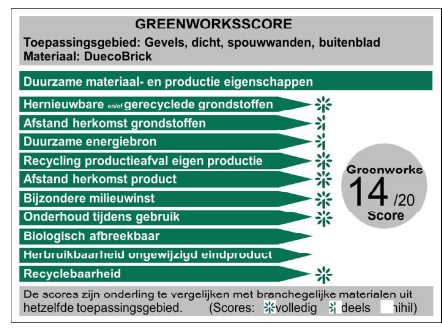 GREENWORKSSCORE
Toepassingsgebied: Gevels, dicht, spouwwanden, buitenblad
Materiaal: DuecoBrick
Duurzame materiaal- en productie eigenschappen
Hernieuwbare en/of gerecyclede grondstoffen
Afstand herkomst grondstoffen
Duurzame energiebron
Recycling productieafval eigen productie
Afstand herkomst product
Bijzondere milieuwinst
Onderhoud tijdens gebruik
Biologisch afbreekbaar
Herbruikbaarheid ongewijzigd eindproduct
Recyclebaarheid
Greenworks
14 /20
Score
De scores zijn onderling te vergelijken met branchegelijke materialen uit
hetzelfde toepassingsgebied. (Scores: volledig deels nihil)